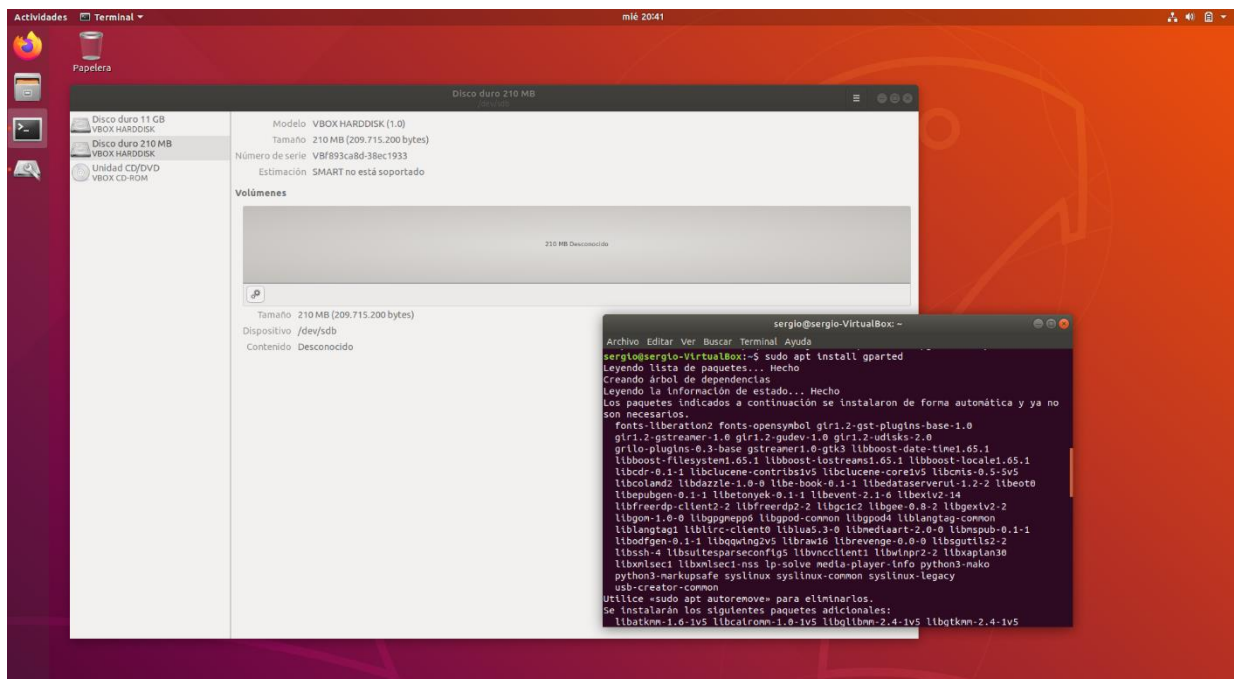 Actividades Terminal mié 20:41
Papelera
Disco duro 210 MB
/dev/sdb
Disco duro 11 GB
VBOX HARDDISK
Disco duro 210 MB
VBOX HARDDISK
Unidad CD/DVD
VBOX CD-ROM
Modelo VBOX HARDDISK (1.0)
Tamaño 210 MB (209.715.200 bytes)
Número de serie VBf893ca8d-38ec1933
Estimación SMART no está soportado
Volúmenes
210 MB Desconocido
Tamaño 210 MB (209.715.200 bytes)
Dispositivo /dev/sdb
Contenido Desconocido
sergio@sergio-VirtualBox: ~
Archivo Editar Ver Buscar Terminal Ayuda
sergio@sergio-VirtualBox:~$ sudo apt install gparted
Leyendo lista de paquetes... Hecho
Creando árbol de dependencias
Leyendo la información de estado... Hecho
Los paquetes indicados a continuación se instalaron de forma automática y ya no
son necesarios.
fonts-liberation2 fonts-opensymbol gir1.2-gst-plugins-base-1.0
gir1.2-gstreamer-1.0 gir1.2-gudev-1.0 gir1.2-udisks-2.0
grilo-plugins-0.3-base gstreamer1.0-gtk3 libboost-date-time1.65.1
libboost-filesystem1.65.1 libboost-iostreams1.65.1 libboost-locale1.65.1
libcdr-0.1-1 libclucene-contribs1v5 libclucene-core1v5 libcmis-0.5-5v5
libcolamd2 libdazzle-1.0-0 libe-book-0.1-1 libedataserverui-1.2-2 libeot0
libepubgen-0.1-1 libetonyek-0.1-1 libevent-2.1-6 libexiv2-14
libfreerdp-client2-2 libfreerdp2-2 libgc1c2 libgee-0.8-2 libgexiv2-2
libgom-1.0-0 libgpgmepp6 libgpod-common libgpod4 liblangtag-common
liblangtag1 liblirc-client0 liblua5.3-0 libmediaart-2.0-0 libmspub-0.1-1
libodfgen-0.1-1 libqqwing2v5 libraw16 librevenge-0.0-0 libsgutils2-2
libssh-4 libsuitesparseconfig5 libvncclient1 libwinpr2-2 libxapian30
libxmlsec1 libxmlsec1-nss lp-solve media-player-info python3-mako
python3-markupsafe syslinux syslinux-common syslinux-legacy
usb-creator-common
Utilice «sudo apt autoremove» para eliminarlos.
Se instalarán los siguientes paquetes adicionales:
libatkmm-1.6-1v5 libcairomm-1.0-1v5 libglibmm-2.4-1v5 libgtkmm-2.4-1v5